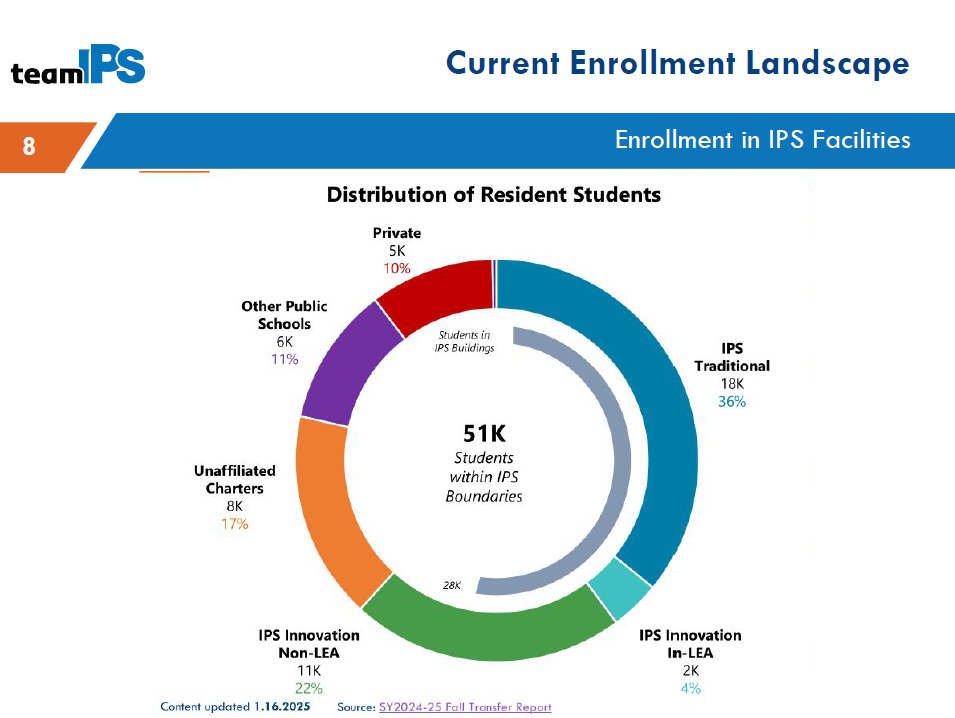 teamIPS
Current Enrollment Landscape
8
Enrollment in IPS Facilities
Distribution of Resident Students
Private
5K
10%
Other Public
Schools
6K
11%
Students in
IPS Buildings
IPS
Traditional
18K
36%
51K
Students
within IPS
Boundaries
Unaffiliated
Charters
8K
17%
28K
IPS Innovation
Non-LEA
11K
22%
IPS Innovation
In-LEA
2K
4%
Content updated 1.16.2025 Source: SY2024-25 Fall Transfer Report